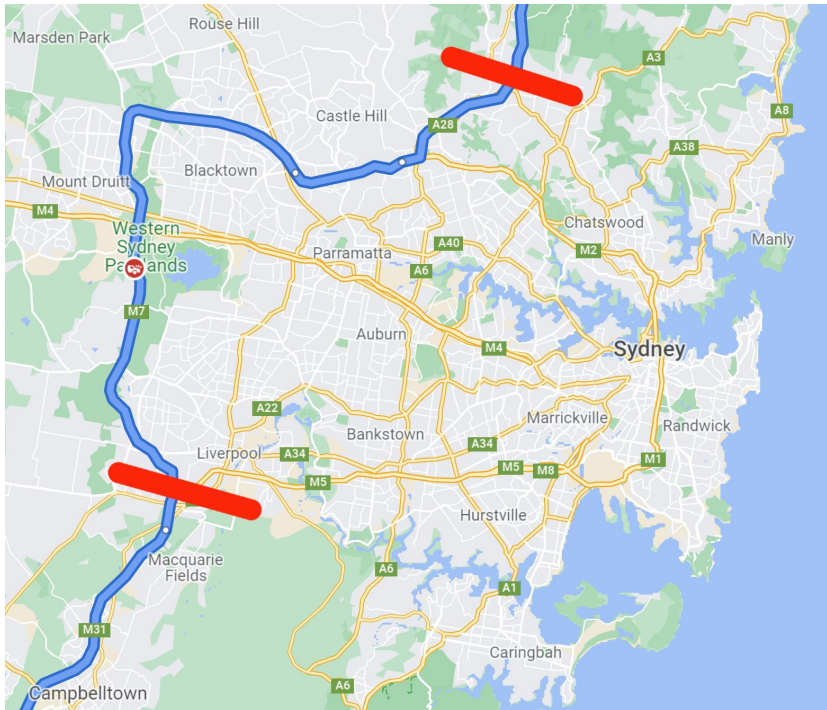 Rouse Hill
Marsden Park
A3
A8
Castle Hill
A28
A38
Blacktown
Mount Druitt
M4
Chatswood
Western
Sydney
Parklands
A40
M2
Manly
Parramatta
A6
M7
Auburn
M4
Sydney
A22
Marrickville
Bankstown
Randwick
Liverpool
A34
A34
M5
M5
M8
M1
Hurstville
Macquarie
Fields
A6
A1
M31
Caringbah
A6
Campbelltown